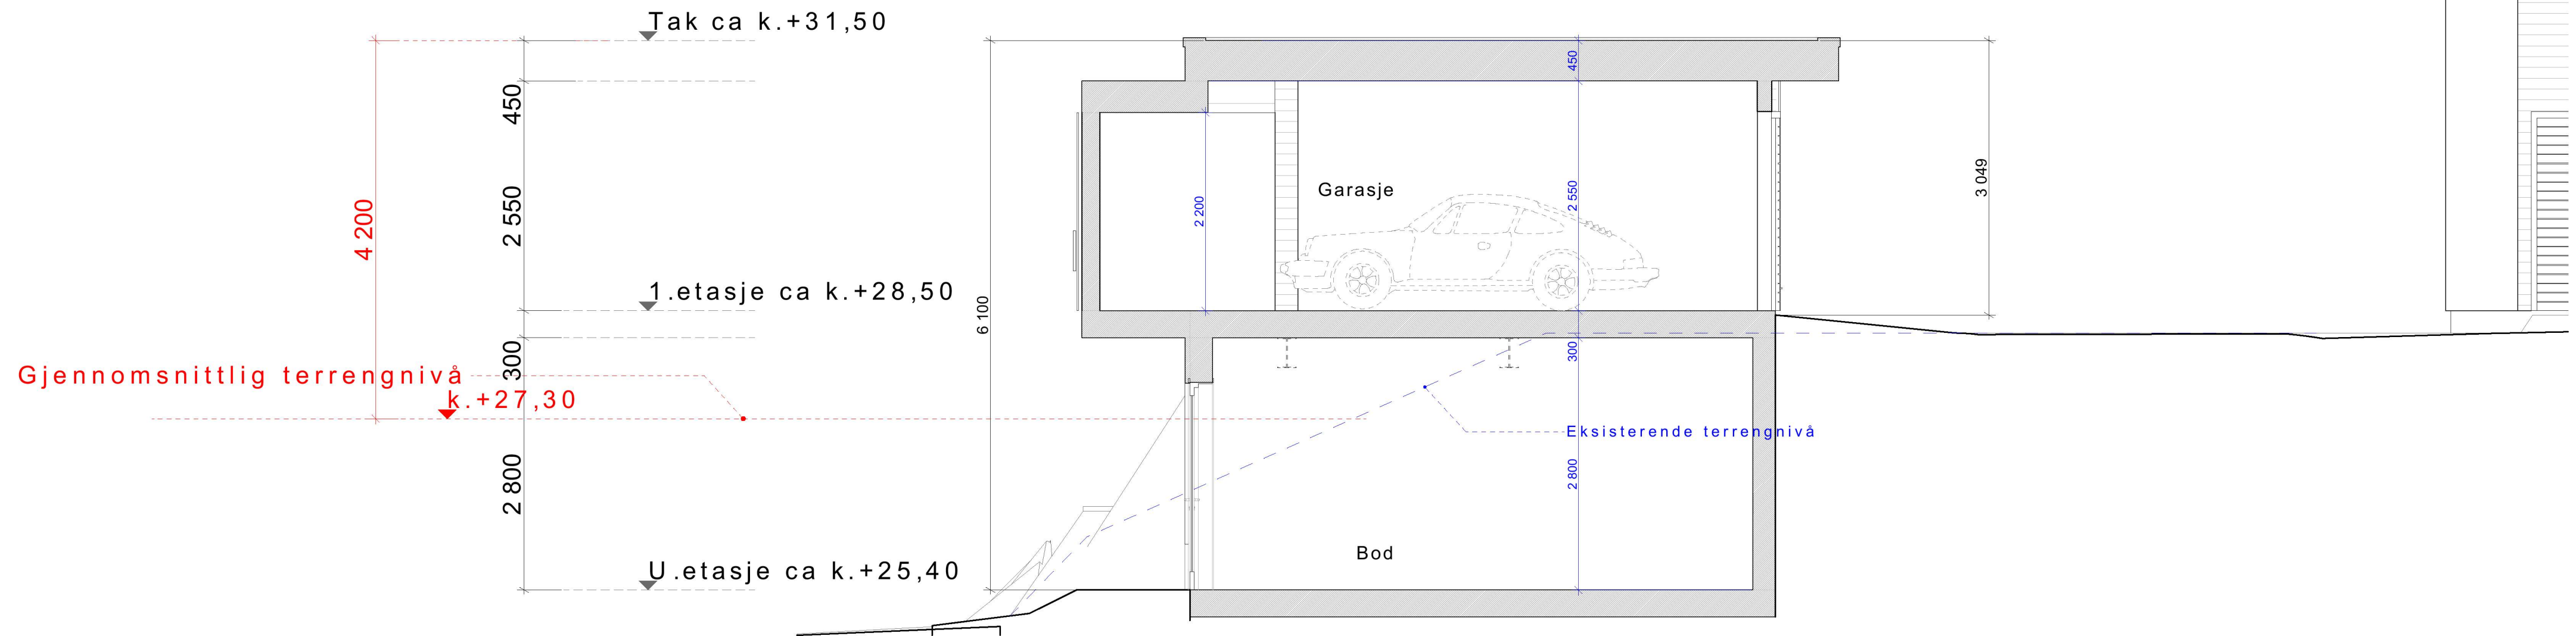 Tak ca k.+31,50
450
450
2 550
4 200
Garasje
2 200
2 550
3 049
1.etasje ca k.+28,50
6 100
300
300
Gjennomsnittlig terrengnivå
k.+27,30
Eksisterende terrengnivå
2 800
2 800
Bod
U.etasje ca k.+25,40